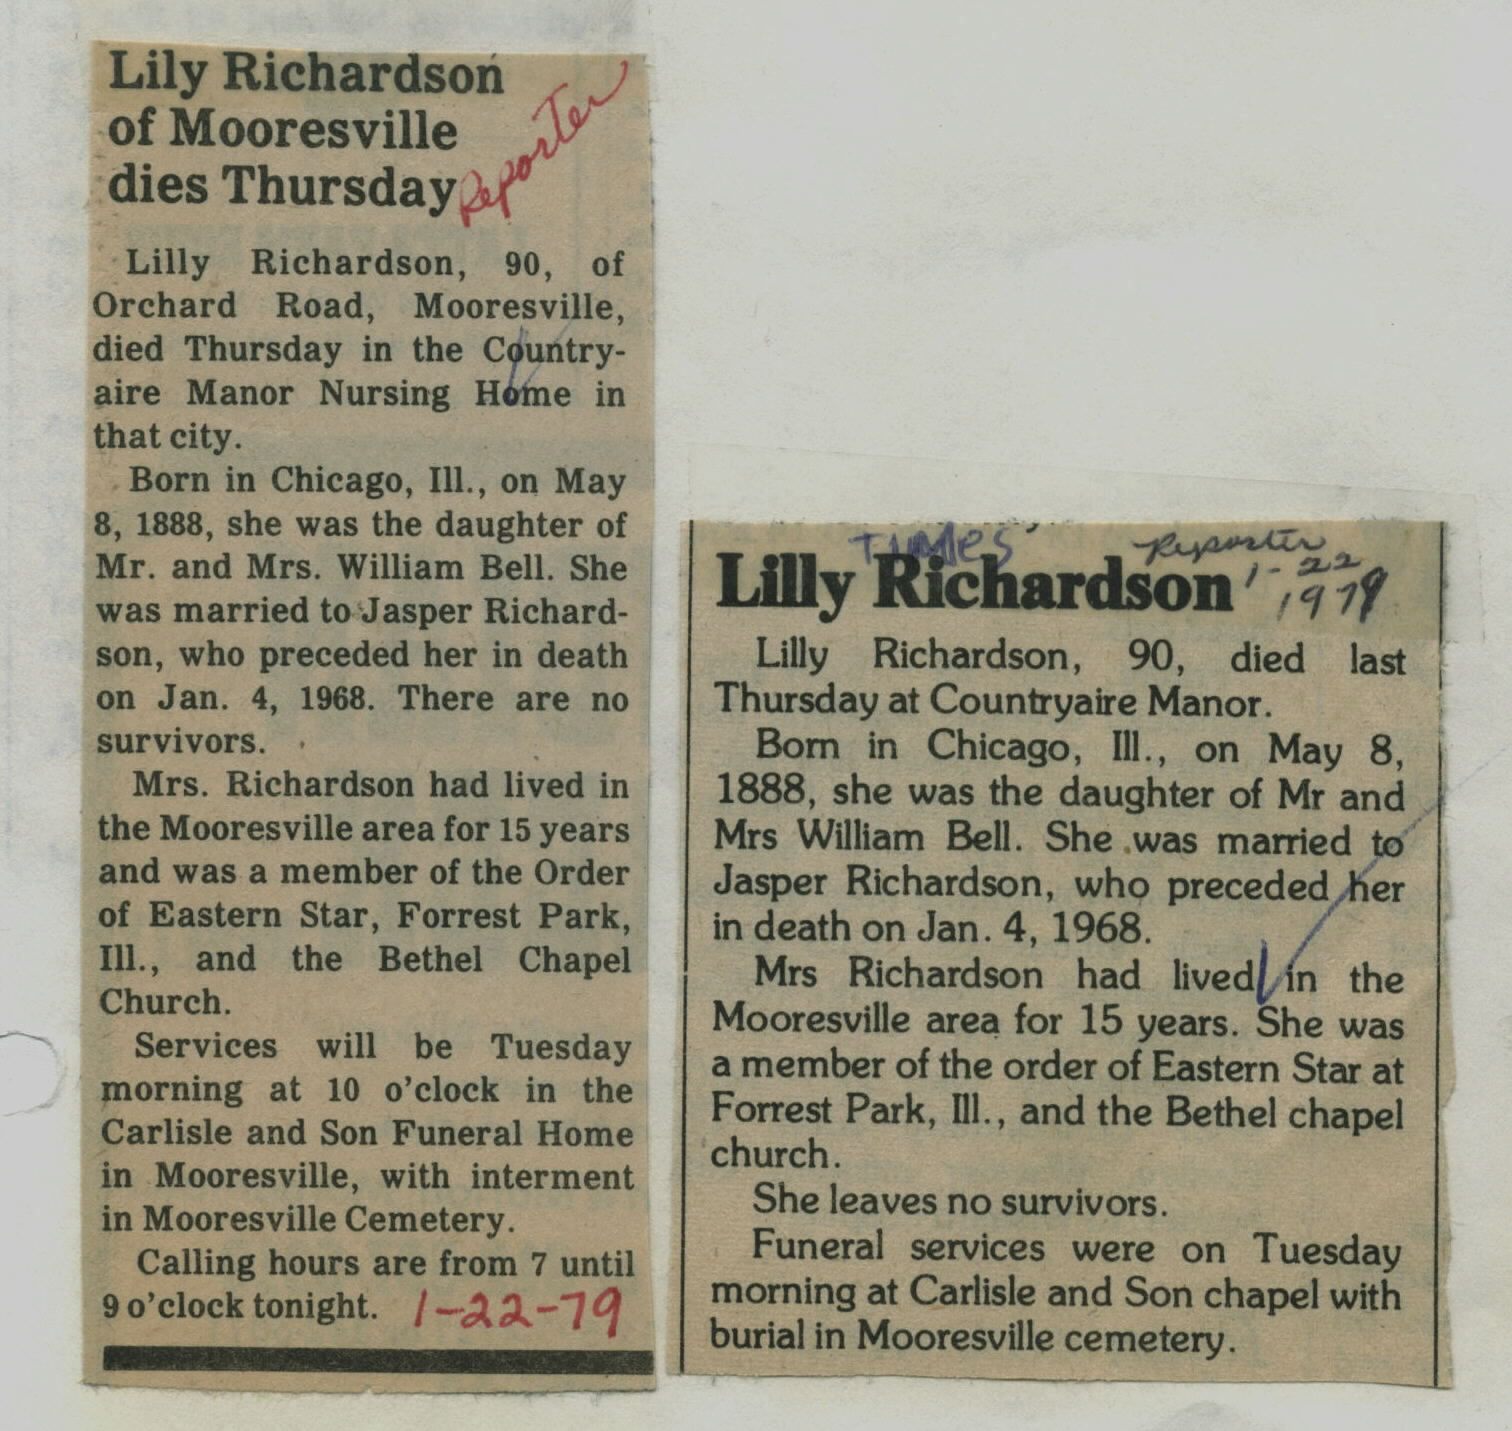 Lily Richardson
of Mooresville
dies Thursday
Reporter
Lilly Richardson, 90, of
Orchard Road, Mooresville,
died Thursday in the Country-
aire Manor Nursing Home in
that city.
Born in Chicago, Ill., on May
8, 1888, she was the daughter of
Mr. and Mrs. William Bell. She
was married to Jasper Richard-
son, who preceded her in death
on Jan. 4, 1968. There are no
survivors.
Mrs. Richardson had lived in
the Mooresville area for 15 years
and was a member of the Order
of Eastern Star, Forrest Park,
Ill., and the Bethel Chapel
Church.
Services will be Tuesday
morning at 10 o'clock in the
Carlisle and Son Funeral Home
in Mooresville, with interment
in Mooresville Cemetery.
Calling hours are from 7 until
9 o'clock tonight.
1-22-79
Times
Reporter
1-22
1979
Lilly Richardson
Lilly Richardson, 90, died last
Thursday at Countryaire Manor.
Born in Chicago, Ill., on May 8,
1888, she was the daughter of Mr and
Mrs William Bell. She was married to
Jasper Richardson, who preceded her
in death on Jan. 4, 1968.
Mrs Richardson had lived in the
Mooresville area for 15 years. She was
a member of the order of Eastern Star at
Forrest Park, Ill., and the Bethel chapel
church.
She leaves no survivors.
Funeral services were on Tuesday
morning at Carlisle and Son chapel with
burial in Mooresville cemetery.